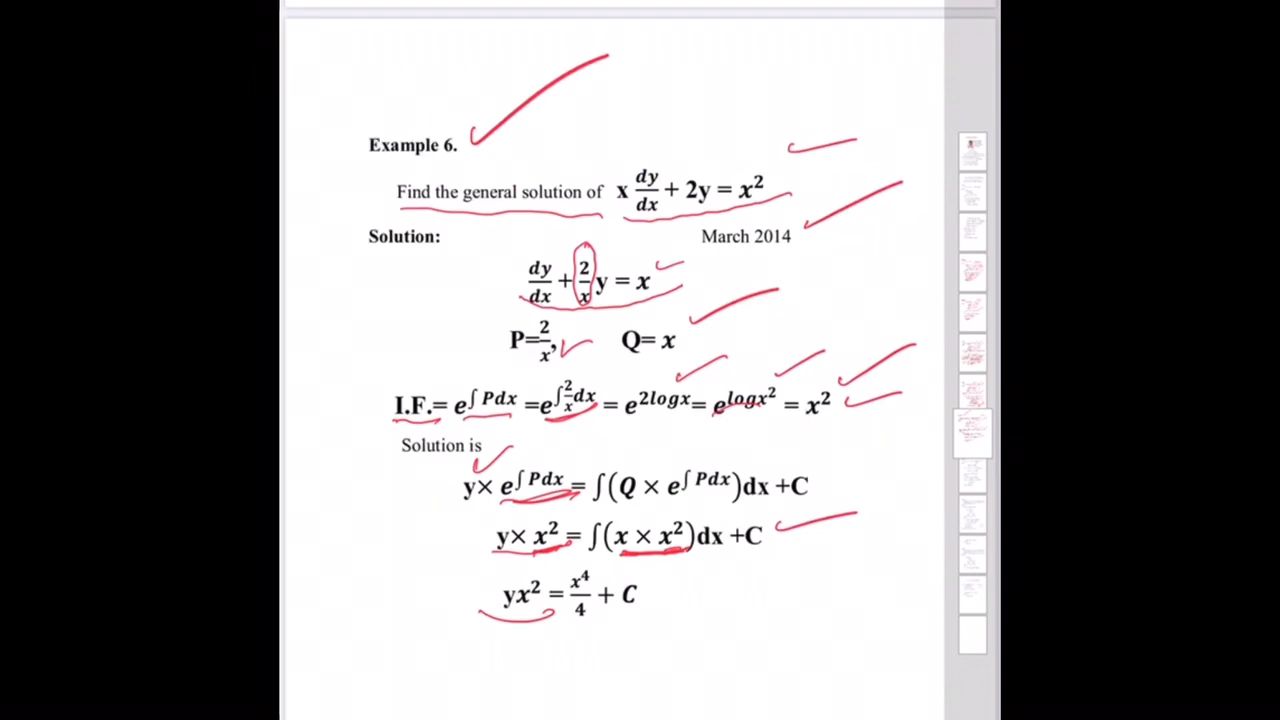 Example 6.
Find the general solution of x dy/dx + 2y = x²
Solution: March 2014
dy/dx + 2/x y = x
P=2/x, Q= x
I.F.= e^∫Pdx =e^∫2/x dx = e^2logx= e^logx² = x²
Solution is
y× e^∫Pdx = ∫(Q × e^∫Pdx)dx +C
y× x² = ∫(x × x²)dx +C
yx² = x⁴/4 + C